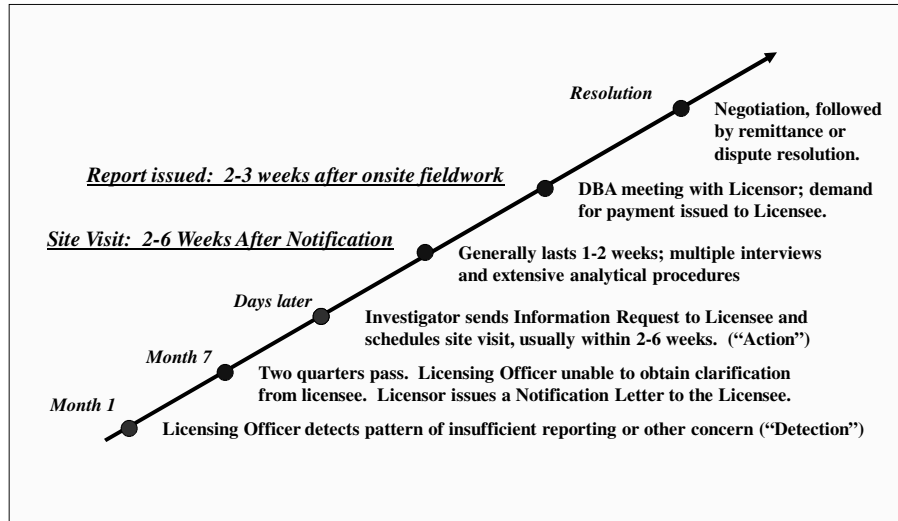 Resolution
Negotiation, followed
by remittance or
dispute resolution.
Report issued:  2-3 weeks after onsite fieldwork
DBA meeting with Licensor; demand
for payment issued to Licensee.
Site Visit:  2-6 Weeks After Notification
Generally lasts 1-2 weeks; multiple interviews
and extensive analytical procedures
Days later
Investigator sends Information Request to Licensee and
schedules site visit, usually within 2-6 weeks.  (“Action”)
Month 7
Two quarters pass.  Licensing Officer unable to obtain clarification
from licensee.  Licensor issues a Notification Letter to the Licensee.
Month 1
Licensing Officer detects pattern of insufficient reporting or other concern (“Detection”)